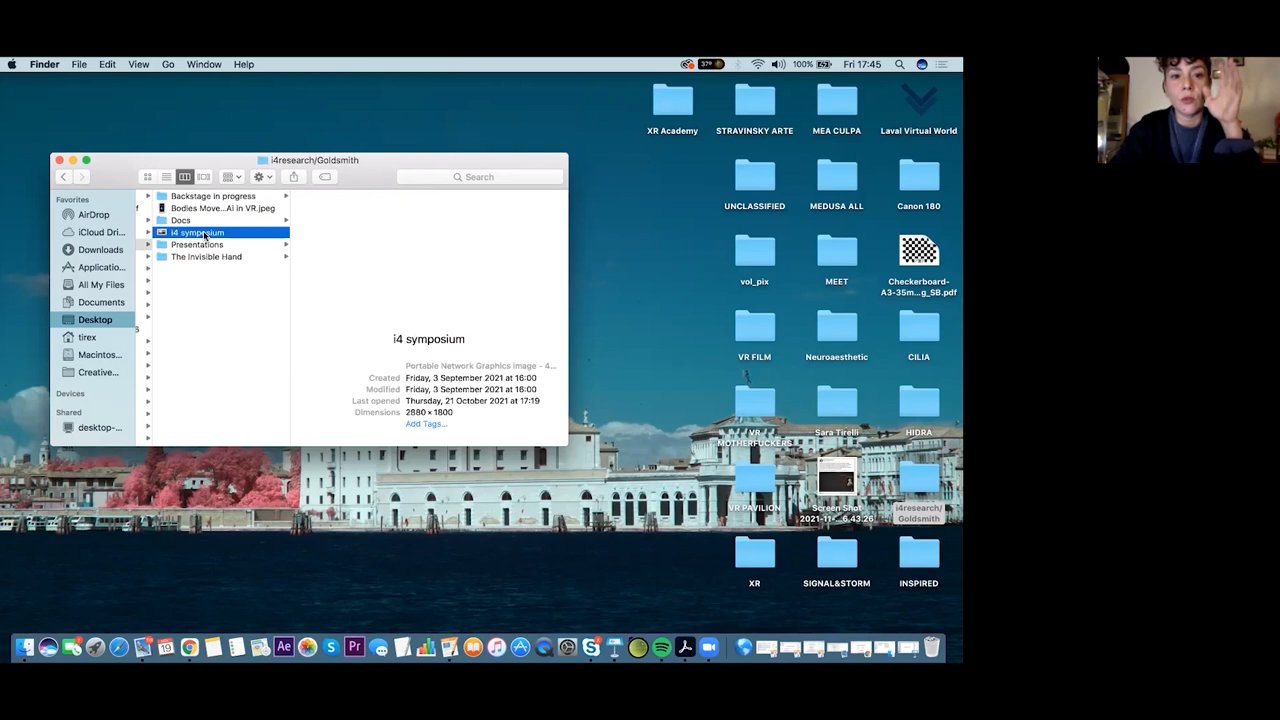 Finder File Edit View Go Window Help
37° 100% Fri 17:45
i4research/Goldsmith
Search
Favorites
AirDrop
iCloud Dri...
Downloads
Applicatio...
All My Files
Documents
Desktop
tirex
Macintos...
Creative...
Devices
Shared
desktop-...
Backstage in progress
Bodies Move...Ai in VR.jpeg
Docs
i4 symposium
Presentations
The Invisible Hand
i4 symposium
Portable Network Graphics image - 4...
Created Friday, 3 September 2021 at 16:00
Modified Friday, 3 September 2021 at 16:00
Last opened Thursday, 21 October 2021 at 17:19
Dimensions 2880 × 1800
Add Tags...
XR Academy
STRAVINSKY ARTE
MEA CULPA
Laval Virtual World
UNCLASSIFIED
MEDUSA ALL
Canon 180
vol_pix
MEET
Checkerboard-
A3-35m...g_SB.pdf
VR FILM
Neuroaesthetic
CILIA
VR
MOTHERFUCKERS
Sara Tirelli
HIDRA
VR PAVILION
Screen Shot
2021-11-...6.43.26
i4research/
Goldsmith
XR
SIGNAL&STORM
INSPIRED
Ae
Pr